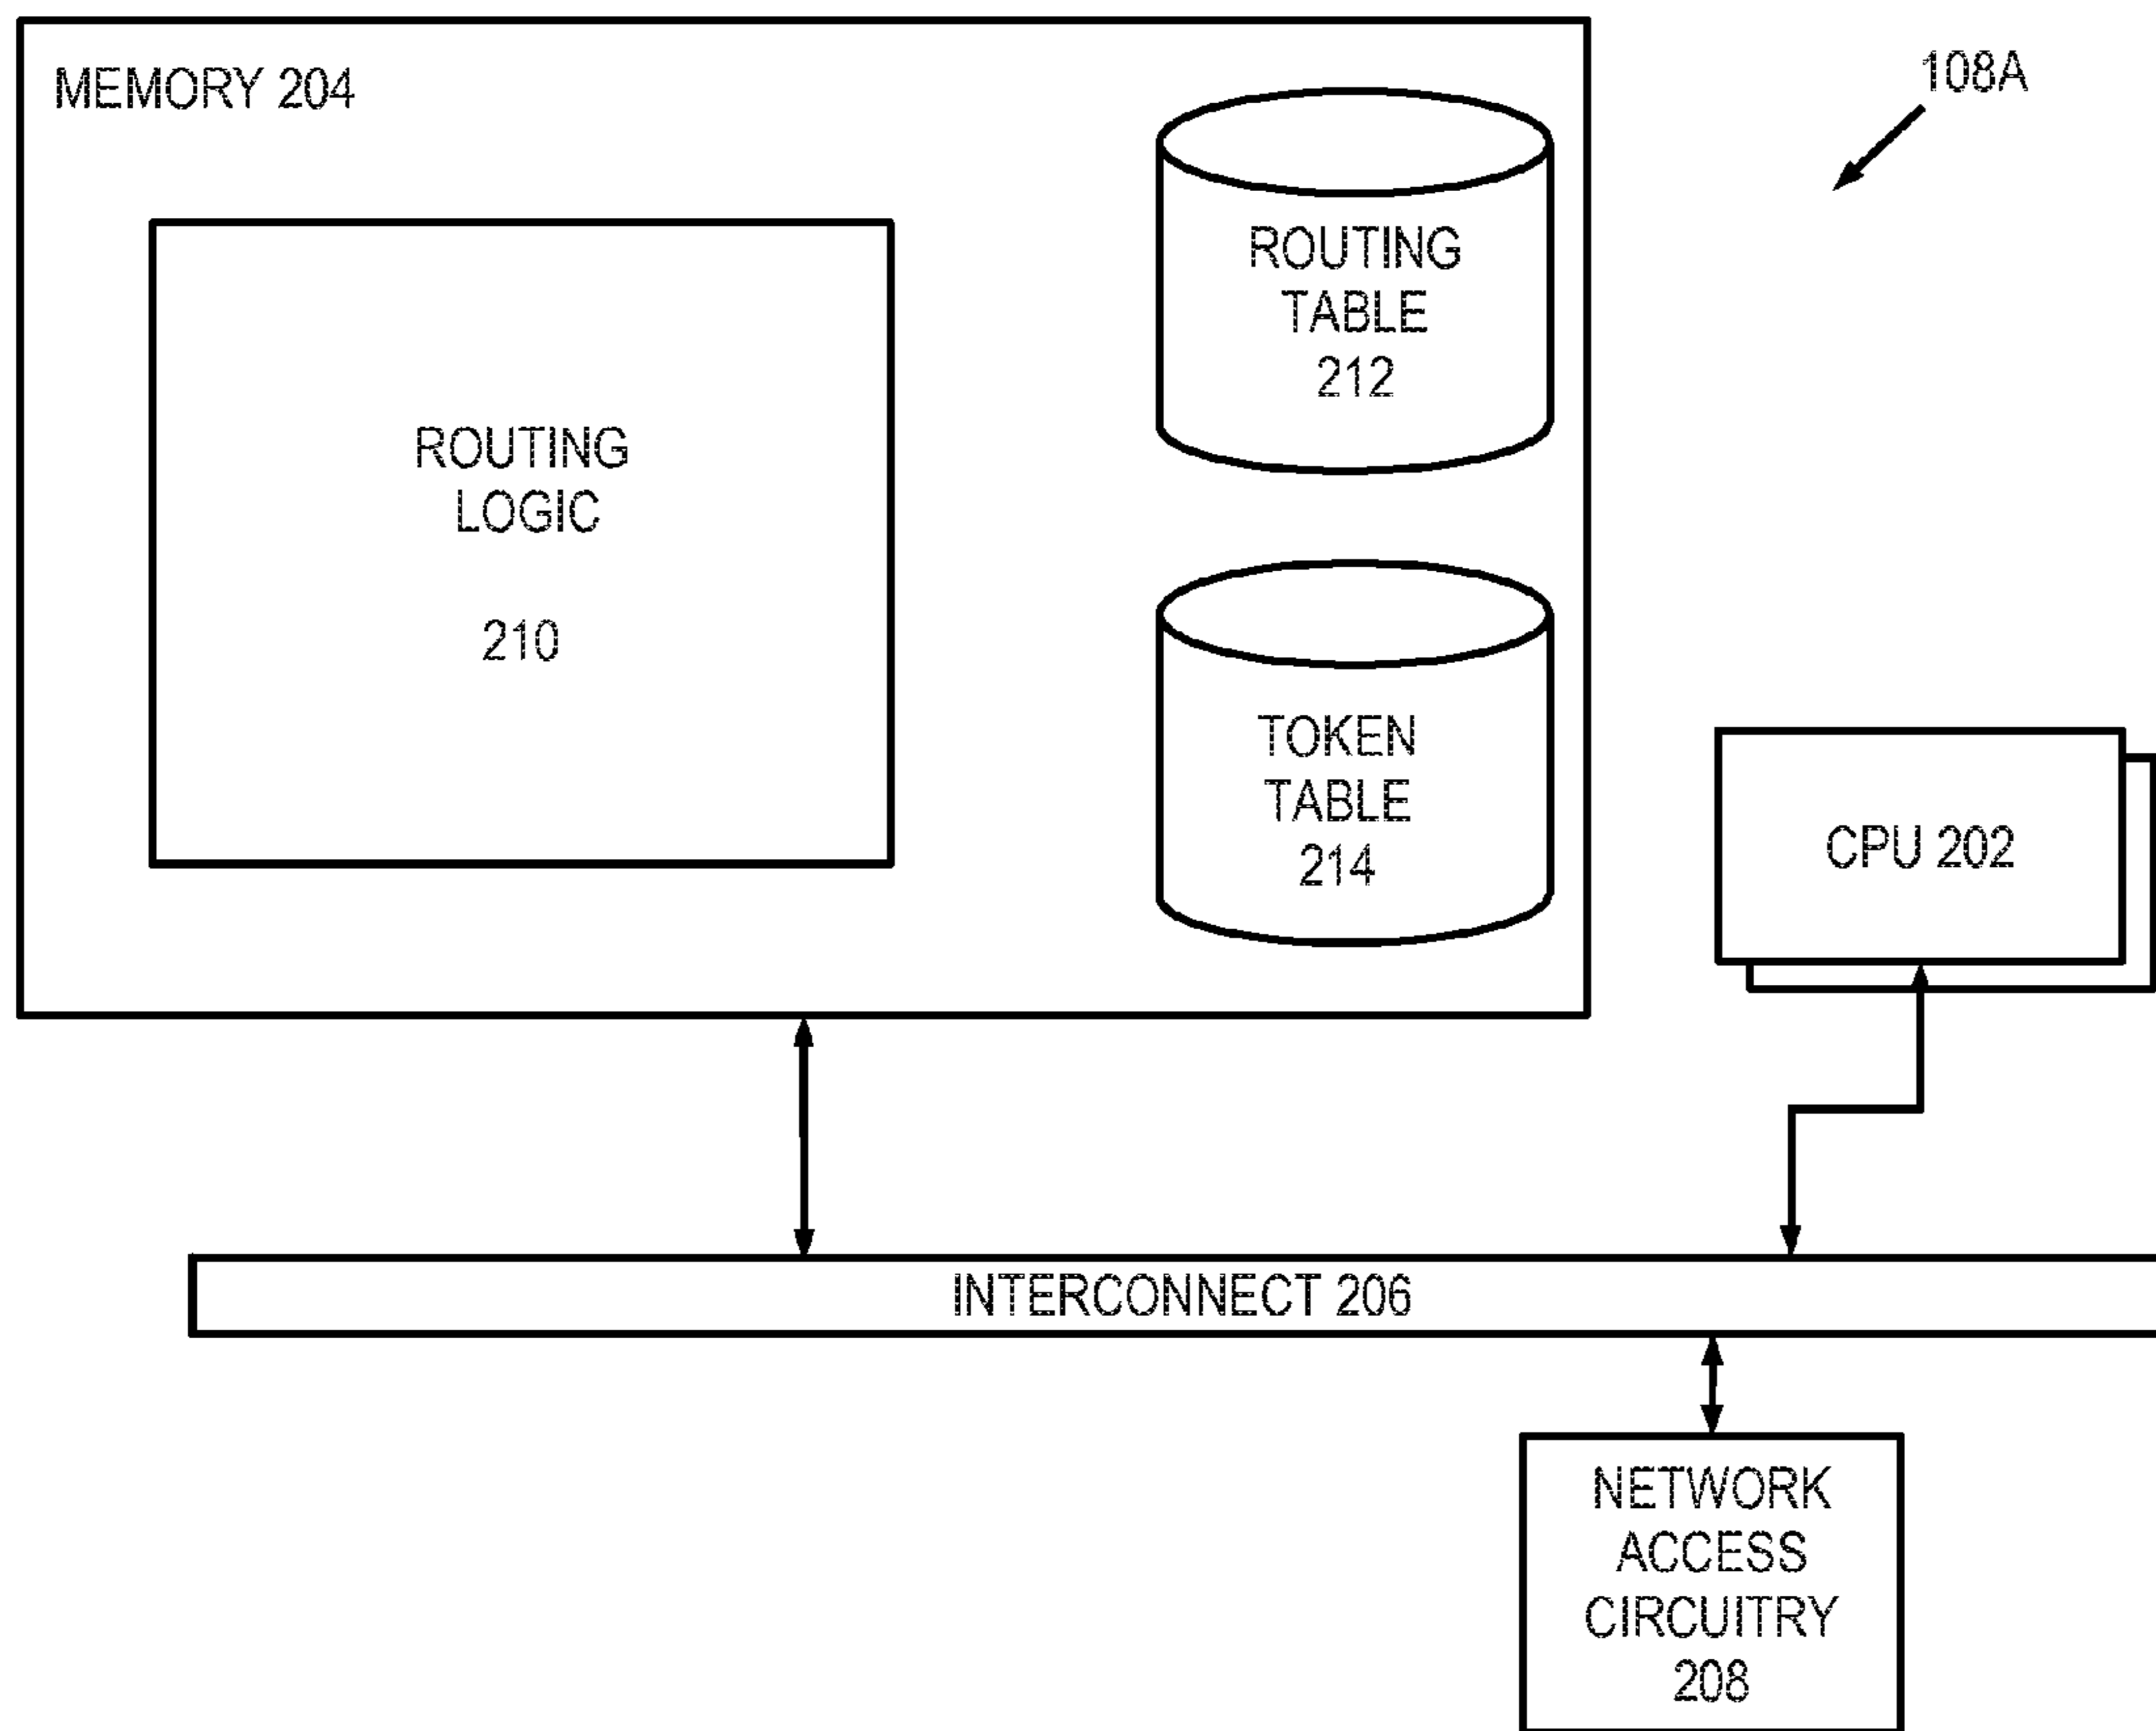 MEMORY 204
108A
ROUTING
TABLE
212
ROUTING
LOGIC
210
TOKEN
TABLE
214
CPU 202
INTERCONNECT 206
NETWORK
ACCESS
CIRCUITRY
208